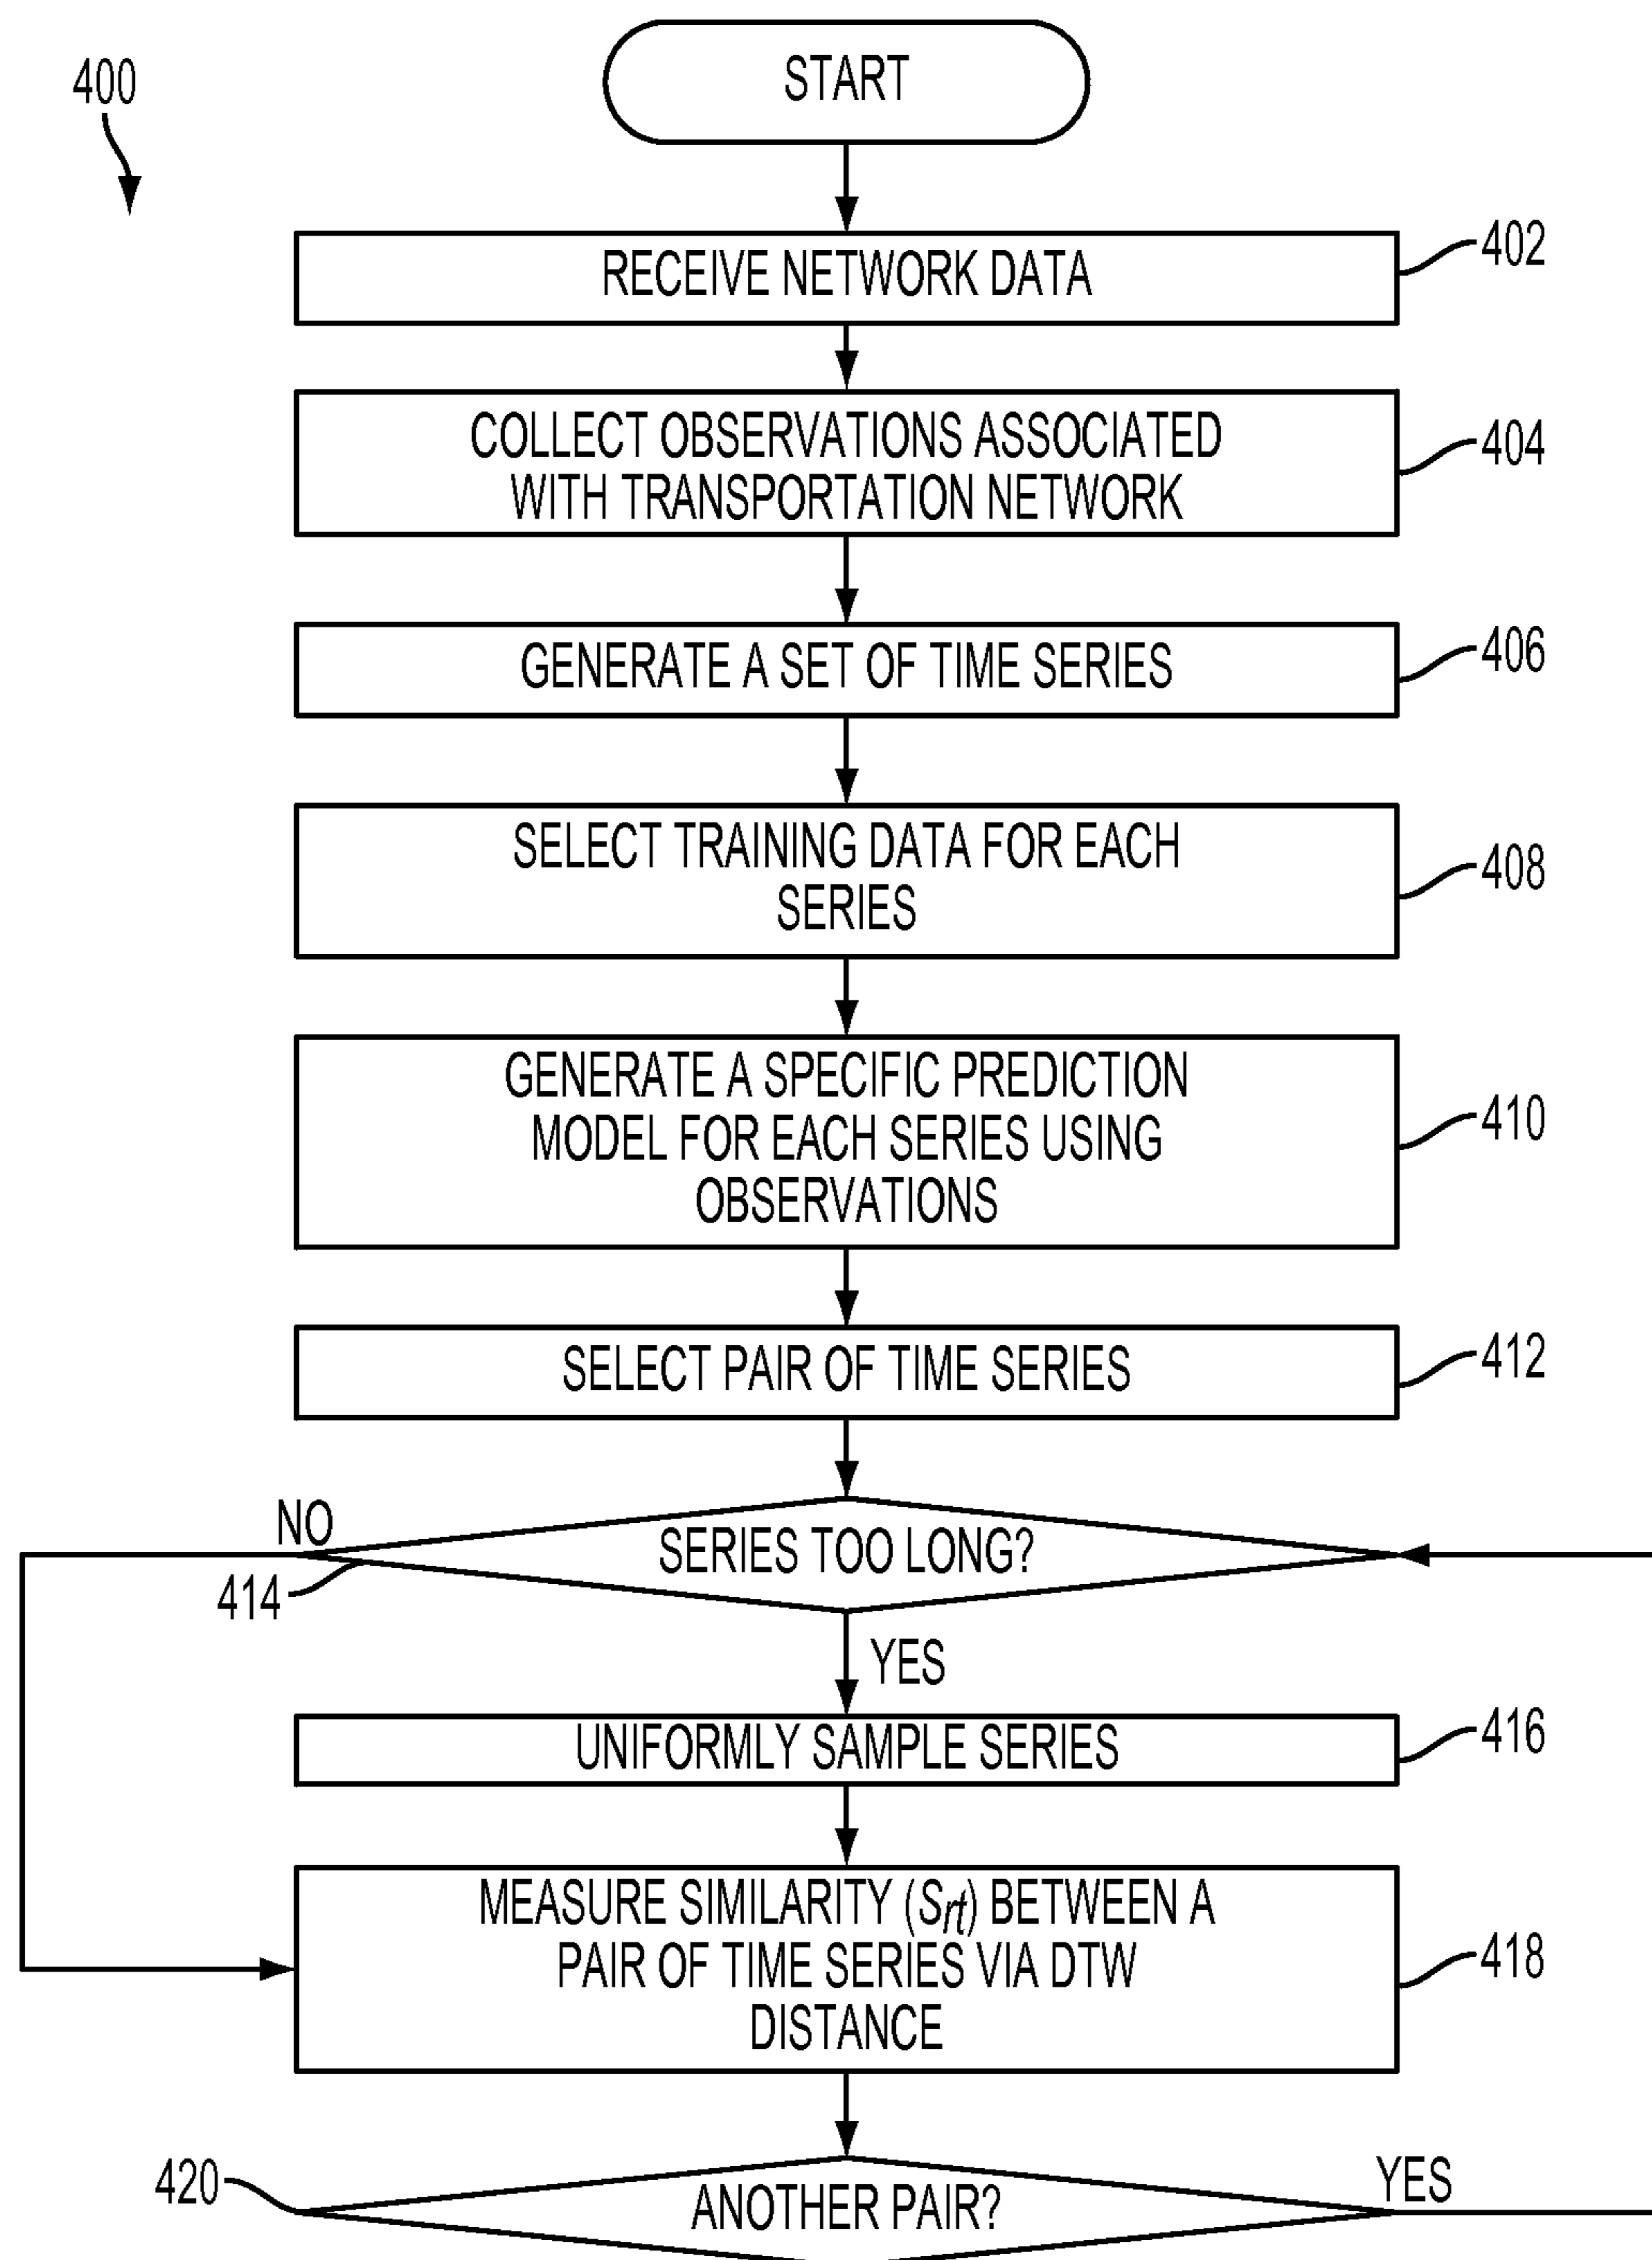 400
START
RECEIVE NETWORK DATA
402
COLLECT OBSERVATIONS ASSOCIATED
WITH TRANSPORTATION NETWORK
404
GENERATE A SET OF TIME SERIES
406
SELECT TRAINING DATA FOR EACH
SERIES
408
GENERATE A SPECIFIC PREDICTION
MODEL FOR EACH SERIES USING
OBSERVATIONS
410
SELECT PAIR OF TIME SERIES
412
NO
SERIES TOO LONG?
414
YES
UNIFORMLY SAMPLE SERIES
416
MEASURE SIMILARITY (Srt) BETWEEN A
PAIR OF TIME SERIES VIA DTW
DISTANCE
418
420
ANOTHER PAIR?
YES